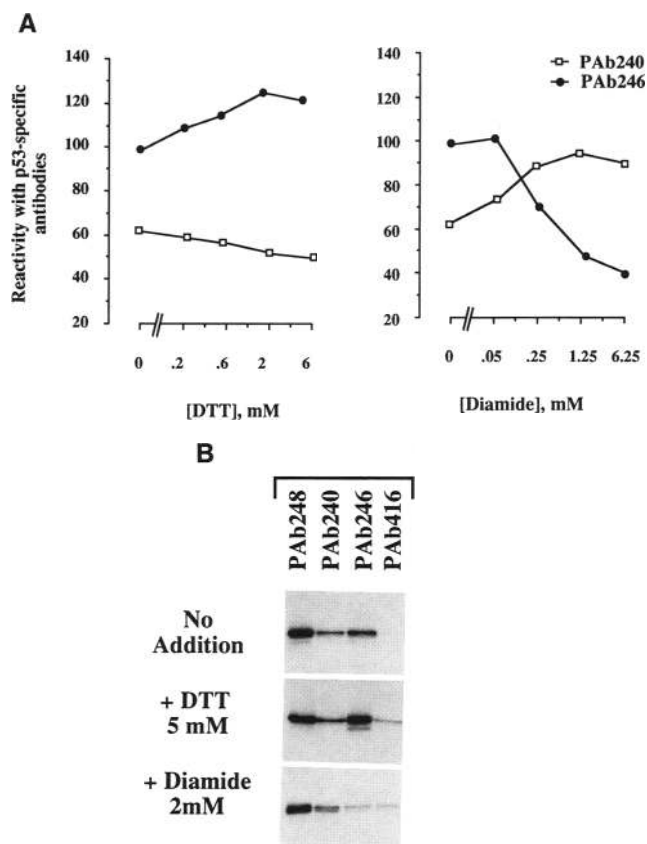 A
Reactivity with p53-specific
antibodies
140
120
100
80
60
40
20
0 .2 .6 2 6
[DTT], mM
140
120
100
80
60
40
20
0 .05 .25 1.25 6.25
[Diamide], mM
PAb240
PAb246
B
PAb248 PAb240 PAb246 PAb416
No
Addition
+ DTT
5 mM
+ Diamide
2mM